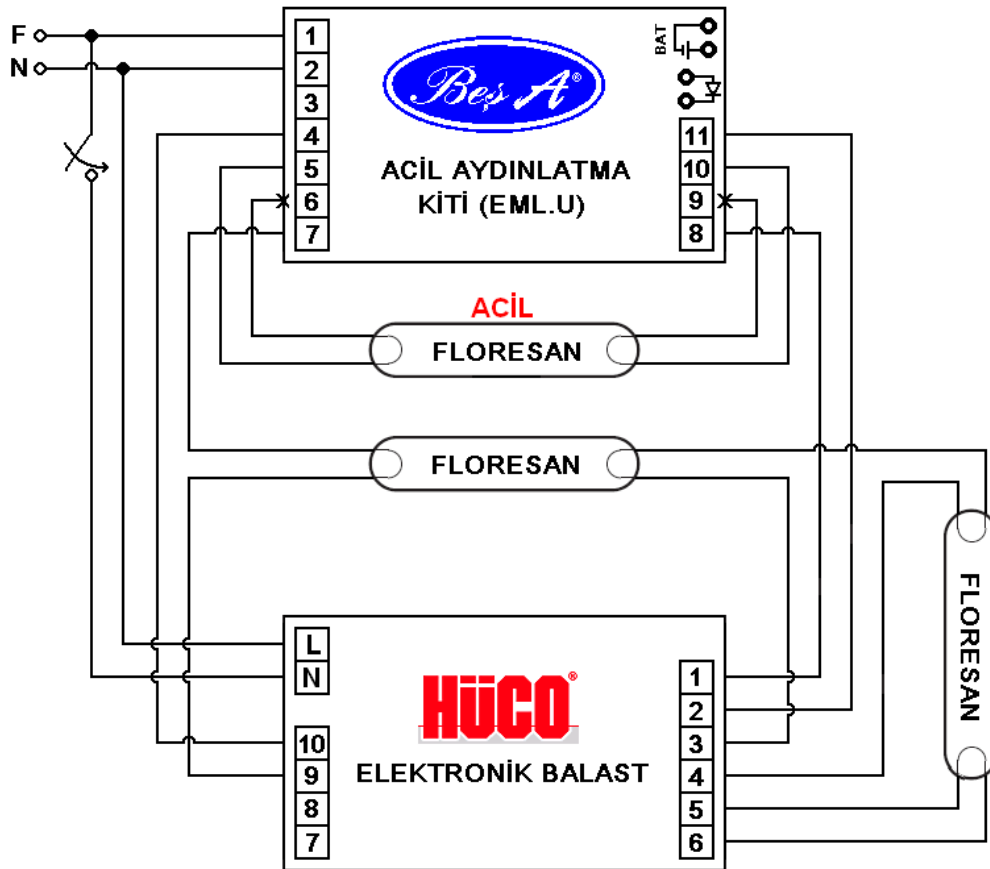 F
N
1
2
3
4
5
6
7
Beş A®
ACİL AYDINLATMA
KİTİ (EML.U)
BAT
11
10
9
8
ACİL
FLORESAN
FLORESAN
FLORESAN
L
N
10
9
8
7
HÜCO®
ELEKTRONİK BALAST
1
2
3
4
5
6